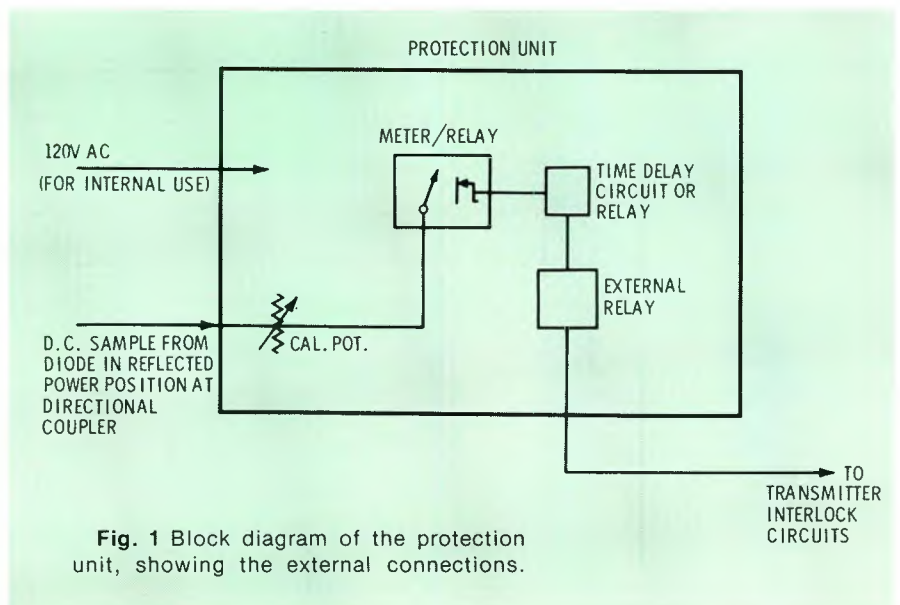 PROTECTION UNIT
120V AC
(FOR INTERNAL USE)
METER/RELAY
TIME DELAY
CIRCUIT OR
RELAY
EXTERNAL
RELAY
CAL. POT.
D.C. SAMPLE FROM
DIODE IN REFLECTED
POWER POSITION AT
DIRECTIONAL
COUPLER
TO
TRANSMITTER
INTERLOCK
CIRCUITS
Fig. 1 Block diagram of the protection
unit, showing the external connections.